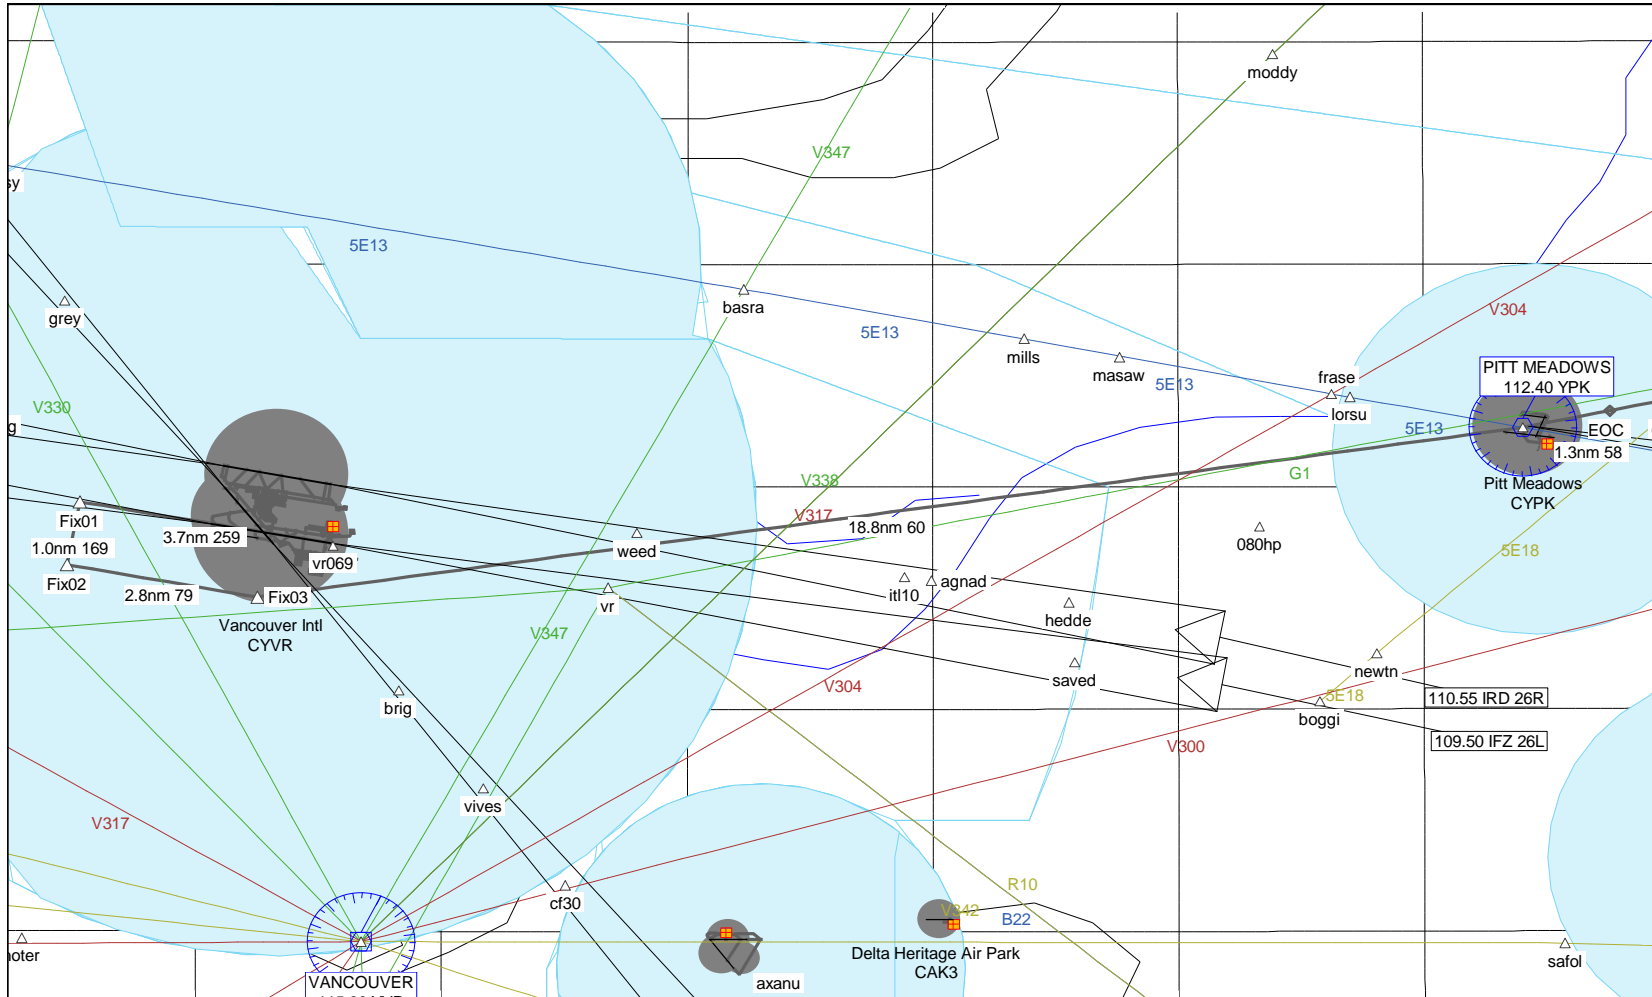 moddy
V347
5E13
grey
basra
5E13
V304
mills
masaw
5E13
frase
lorsu
PITT MEADOWS
112.40 YPK
V330
5E13
EOC
1.3nm 58
G1
V338
Pitt Meadows
CYPK
Fix01
V317
18.8nm 60
3.7nm 259
1.0nm 169
weed
080hp
5E18
vr069
Fix02
agnad
itl10
2.8nm 79
Fix03
vr
hedde
Vancouver Intl
CYVR
V347
newtn
saved
V304
5E18
110.55 IRD 26R
brig
boggi
109.50 IFZ 26L
V300
vives
V317
R10
cf30
V342
B22
Delta Heritage Air Park
CAK3
safol
VANCOUVER
axanu